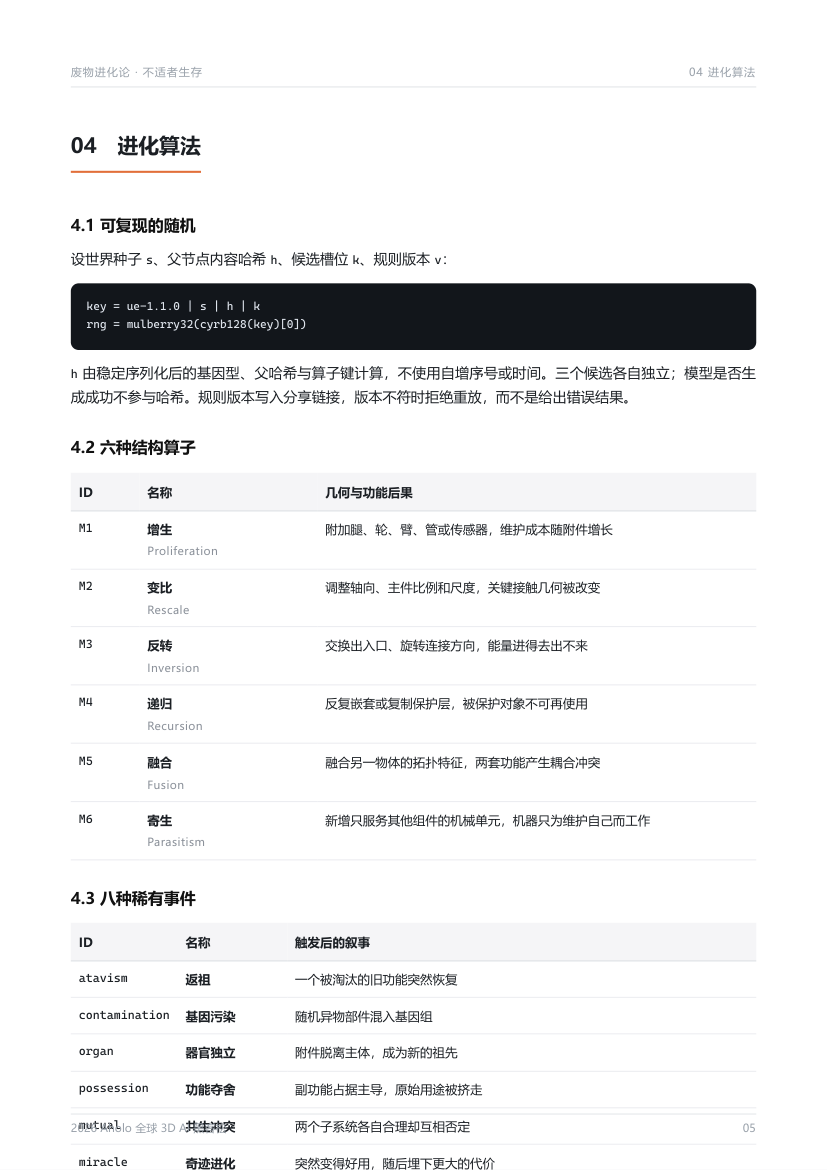 废物进化论 · 不适者生存
04 进化算法
04 进化算法
4.1 可复现的随机
设世界种子 s、父节点内容哈希 h、候选槽位 k、规则版本 v：
key = ue-1.1.0 | s | h | k
rng = mulberry32(cyrb128(key)[0])
h 由稳定序列化后的基因型、父哈希与算子键计算，不使用自增序号或时间。三个候选各自独立；模型是否生
成成功不参与哈希。规则版本写入分享链接，版本不符时拒绝重放，而不是给出错误结果。
4.2 六种结构算子
ID 名称 几何与功能后果
M1 增生 附加腿、轮、臂、管或传感器，维护成本随附件增长
Proliferation
M2 变比 调整轴向、主件比例和尺度，关键接触几何被改变
Rescale
M3 反转 交换出入口、旋转连接方向，能量进得去出不来
Inversion
M4 递归 反复嵌套或复制保护层，被保护对象不可再使用
Recursion
M5 融合 融合另一物体的拓扑特征，两套功能产生耦合冲突
Fusion
M6 寄生 新增只服务其他组件的机械单元，机器只为维护自己而工作
Parasitism
4.3 八种稀有事件
ID 名称 触发后的叙事
atavism 返祖 一个被淘汰的旧功能突然恢复
contamination 基因污染 随机异物部件混入基因组
organ 器官独立 附件脱离主体，成为新的祖先
possession 功能夺舍 副功能占据主导，原始用途被挤走
mutual 冲突 两个子系统各自合理却互相否定
全球 3D
05
miracle 奇迹进化 突然变得好用，随后埋下更大的代价